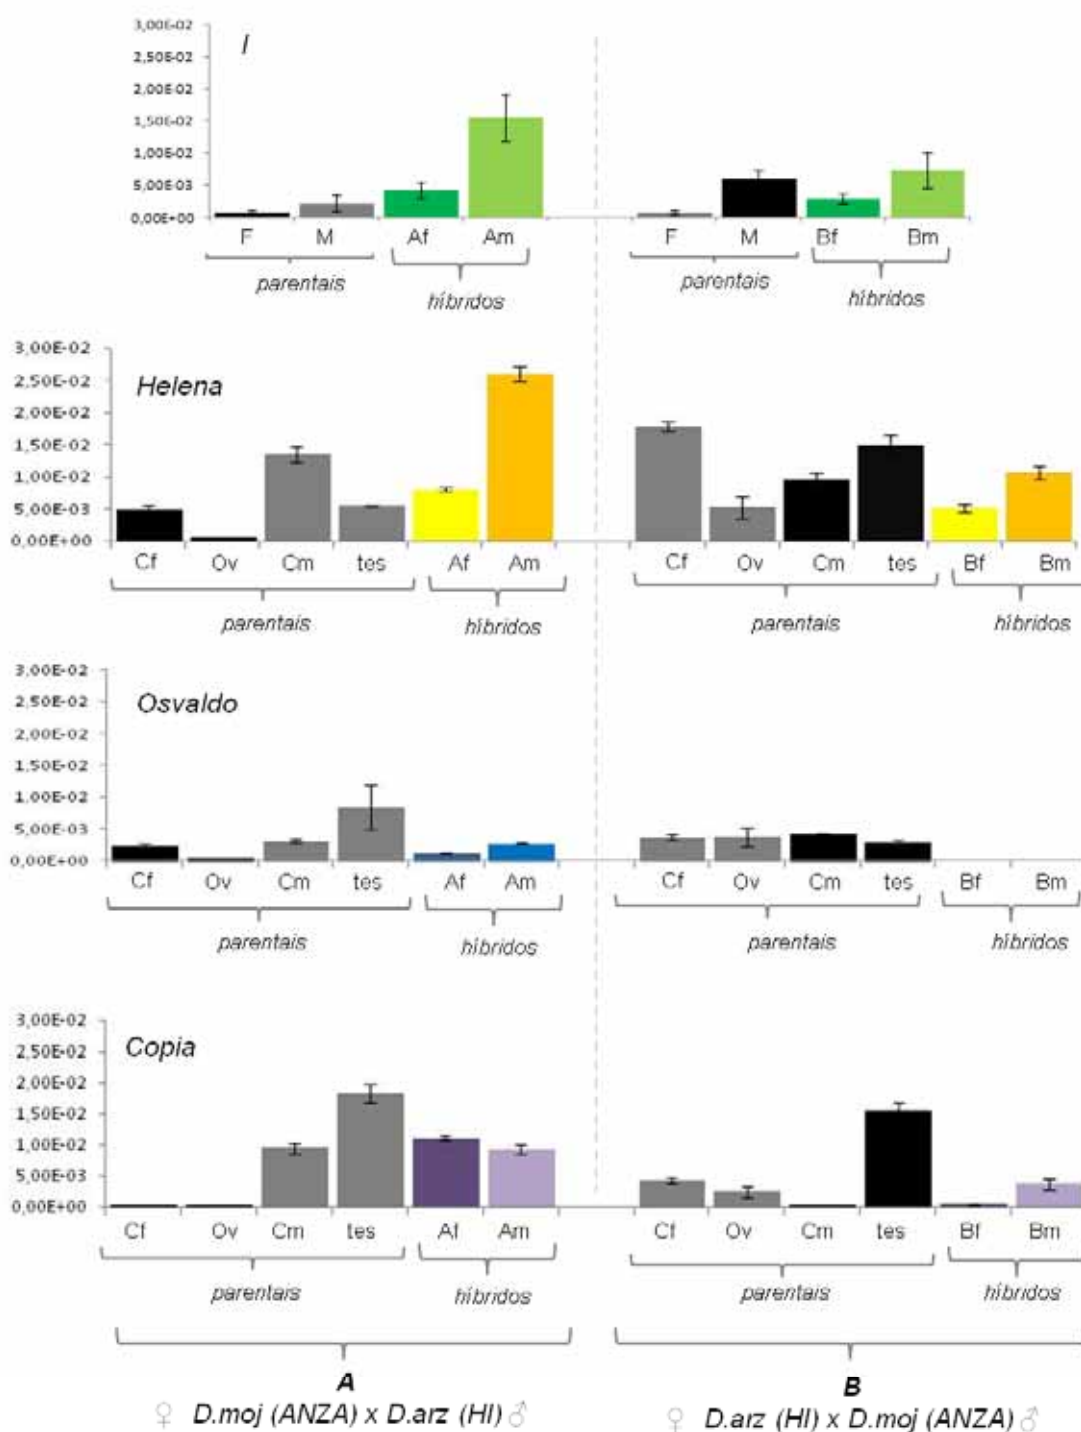 I
3,00E-02
2,50E-02
2,00E-02
1,50E-02
1,00E-02
5,00E-03
0,00E+00
F M Af Am
parentais híbridos
F M Bf Bm
parentais híbridos
Helena
3,00E-02
2,50E-02
2,00E-02
1,50E-02
1,00E-02
5,00E-03
0,00E+00
Cf Ov Cm tes Af Am
parentais híbridos
Cf Ov Cm tes Bf Bm
parentais híbridos
Osvaldo
3,00E-02
2,50E-02
2,00E-02
1,50E-02
1,00E-02
5,00E-03
0,00E+00
Cf Ov Cm tes Af Am
parentais híbridos
Cf Ov Cm tes Bf Bm
parentais híbridos
Copia
3,00E-02
2,50E-02
2,00E-02
1,50E-02
1,00E-02
5,00E-03
0,00E+00
Cf Ov Cm tes Af Am
parentais híbridos
Cf Ov Cm tes Bf Bm
parentais híbridos
A
♀ D.moj (ANZA) x D.arz (HI) ♂
B
♀ D.arz (HI) x D.moj (ANZA) ♂